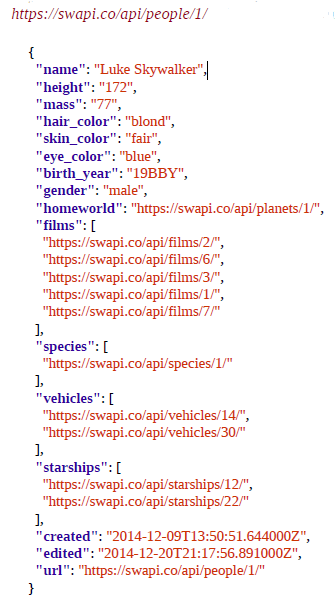 https://swapi.co/api/people/1/
{
"name": "Luke Skywalker",
"height": "172",
"mass": "77",
"hair_color": "blond",
"skin_color": "fair",
"eye_color": "blue",
"birth_year": "19BBY",
"gender": "male",
"homeworld": "https://swapi.co/api/planets/1/",
"films": [
"https://swapi.co/api/films/2/",
"https://swapi.co/api/films/6/",
"https://swapi.co/api/films/3/",
"https://swapi.co/api/films/1/",
"https://swapi.co/api/films/7/"
],
"species": [
"https://swapi.co/api/species/1/"
],
"vehicles": [
"https://swapi.co/api/vehicles/14/",
"https://swapi.co/api/vehicles/30/"
],
"starships": [
"https://swapi.co/api/starships/12/",
"https://swapi.co/api/starships/22/"
],
"created": "2014-12-09T13:50:51.644000Z",
"edited": "2014-12-20T21:17:56.891000Z",
"url": "https://swapi.co/api/people/1/"
}